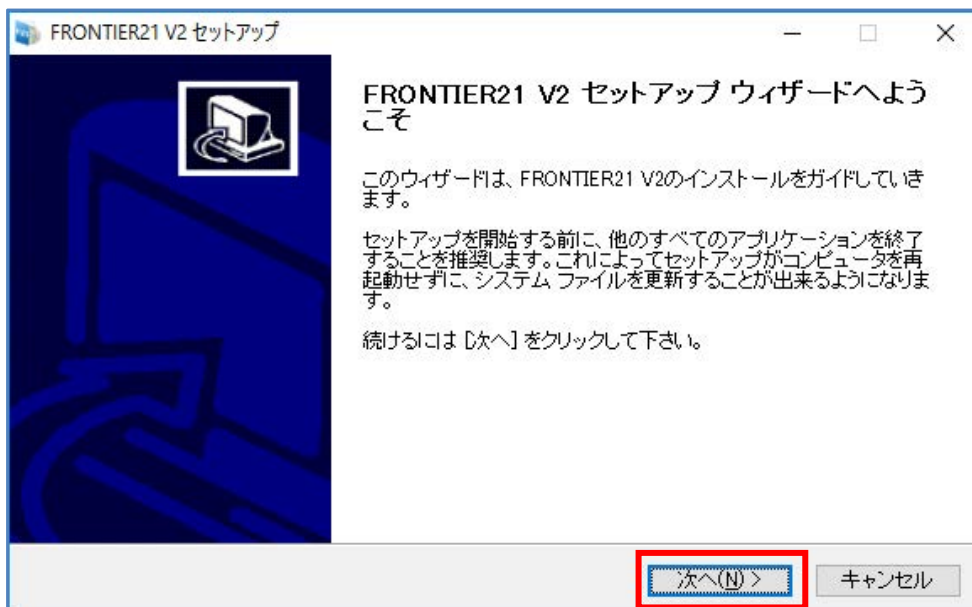 FRONTIER21 V2 セットアップ
FRONTIER21 V2 セットアップ ウィザードへよう
こそ
このウィザードは、FRONTIER21 V2のインストールをガイドしていき
ます。
セットアップを開始する前に、他のすべてのアプリケーションを終了
することを推奨します。これによってセットアップがコンピュータを再
起動せずに、システム ファイルを更新することが出来るようになりま
す。
続けるには [次へ] をクリックして下さい。
次へ(N) >
キャンセル